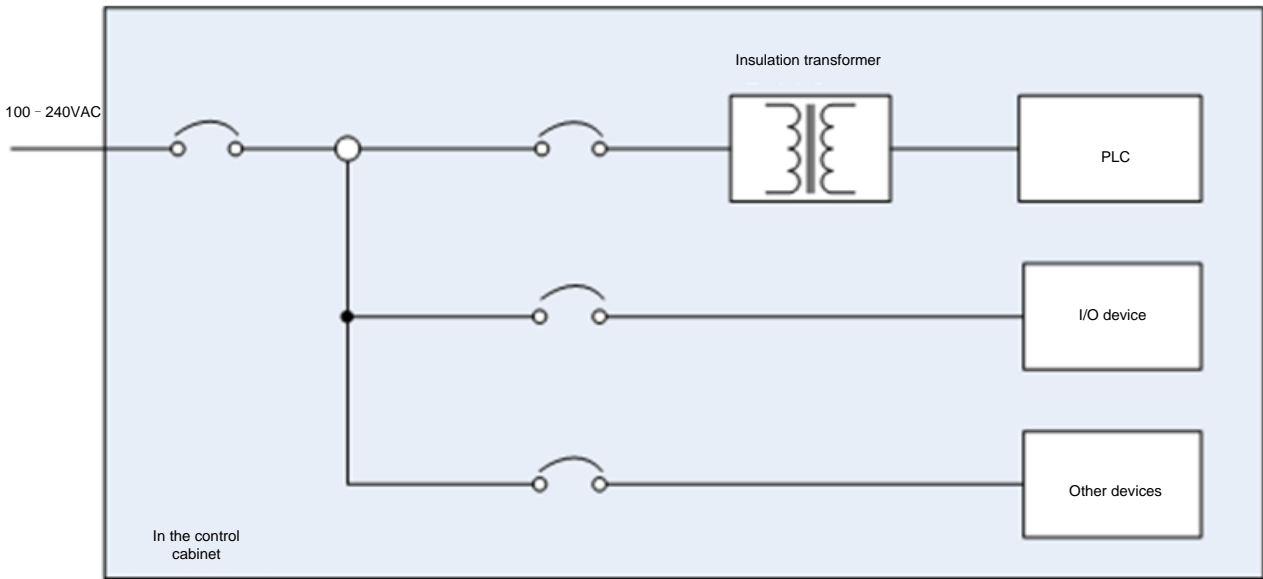 Insulation transformer
100－240VAC
PLC
I/O device
Other devices
In the control
cabinet